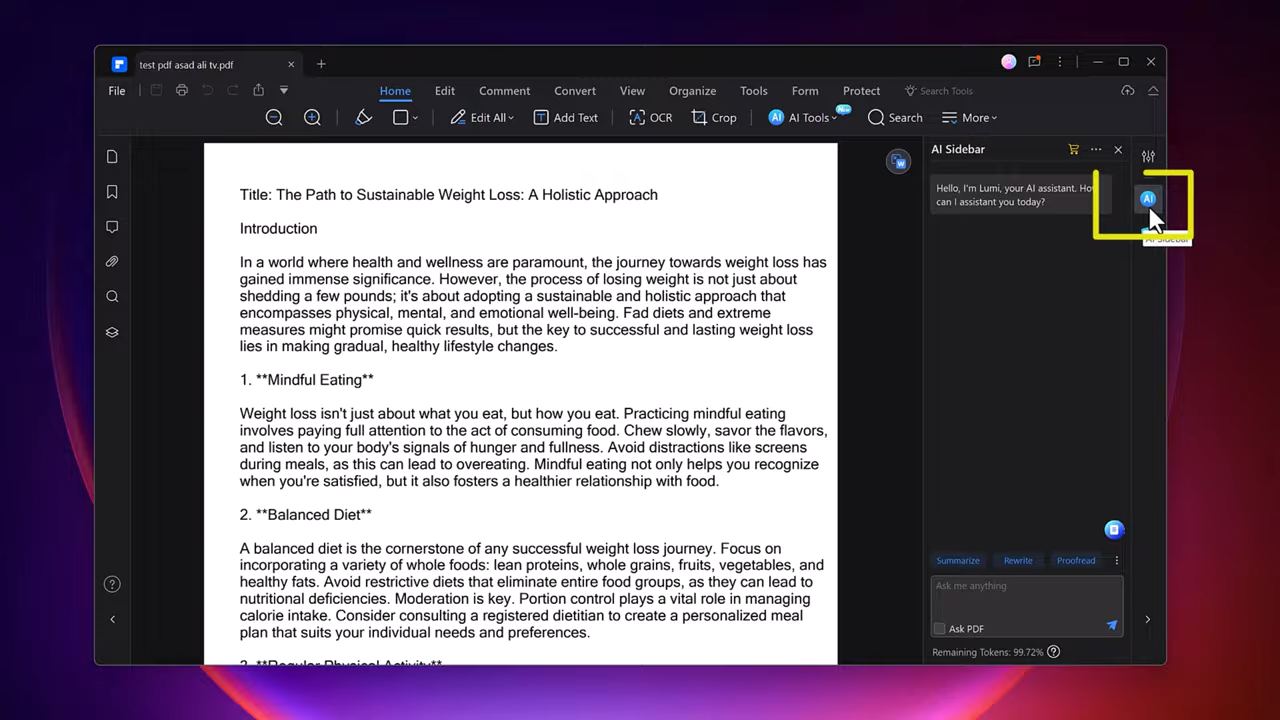 test pdf asad ali tv.pdf
File
Home Edit Comment Convert View Organize Tools Form Protect Search Tools
Edit All Add Text OCR Crop AI AI Tools New Search More
AI Sidebar
Hello, I'm Lumi, your AI assistant. How
can I assistant you today?
AI
AI Sidebar
W
Title: The Path to Sustainable Weight Loss: A Holistic Approach
Introduction
In a world where health and wellness are paramount, the journey towards weight loss has
gained immense significance. However, the process of losing weight is not just about
shedding a few pounds; it's about adopting a sustainable and holistic approach that
encompasses physical, mental, and emotional well-being. Fad diets and extreme
measures might promise quick results, but the key to successful and lasting weight loss
lies in making gradual, healthy lifestyle changes.
1. **Mindful Eating**
Weight loss isn't just about what you eat, but how you eat. Practicing mindful eating
involves paying full attention to the act of consuming food. Chew slowly, savor the flavors,
and listen to your body's signals of hunger and fullness. Avoid distractions like screens
during meals, as this can lead to overeating. Mindful eating not only helps you recognize
when you're satisfied, but it also fosters a healthier relationship with food.
2. **Balanced Diet**
A balanced diet is the cornerstone of any successful weight loss journey. Focus on
incorporating a variety of whole foods: lean proteins, whole grains, fruits, vegetables, and
healthy fats. Avoid restrictive diets that eliminate entire food groups, as they can lead to
nutritional deficiencies. Moderation is key. Portion control plays a vital role in managing
calorie intake. Consider consulting a registered dietitian to create a personalized meal
plan that suits your individual needs and preferences.
3. **Regular Physical Activity**
Summarize Rewrite Proofread
Ask me anything
Ask PDF
Remaining Tokens: 99.72%